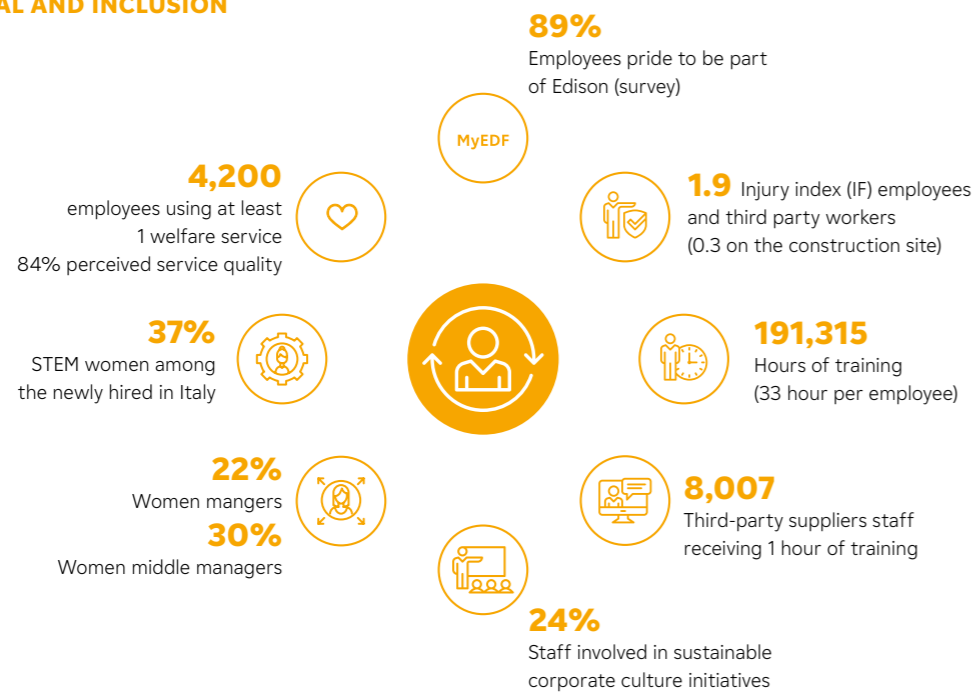 AL AND INCLUSION
89%
Employees pride to be part
of Edison (survey)
MyEDF
4,200
employees using at least
1 welfare service
84% perceived service quality
1.9 Injury index (IF) employees
and third party workers
(0.3 on the construction site)
37%
STEM women among
the newly hired in Italy
191,315
Hours of training
(33 hour per employee)
22%
Women mangers
30%
Women middle managers
8,007
Third-party suppliers staff
receiving 1 hour of training
24%
Staff involved in sustainable
corporate culture initiatives